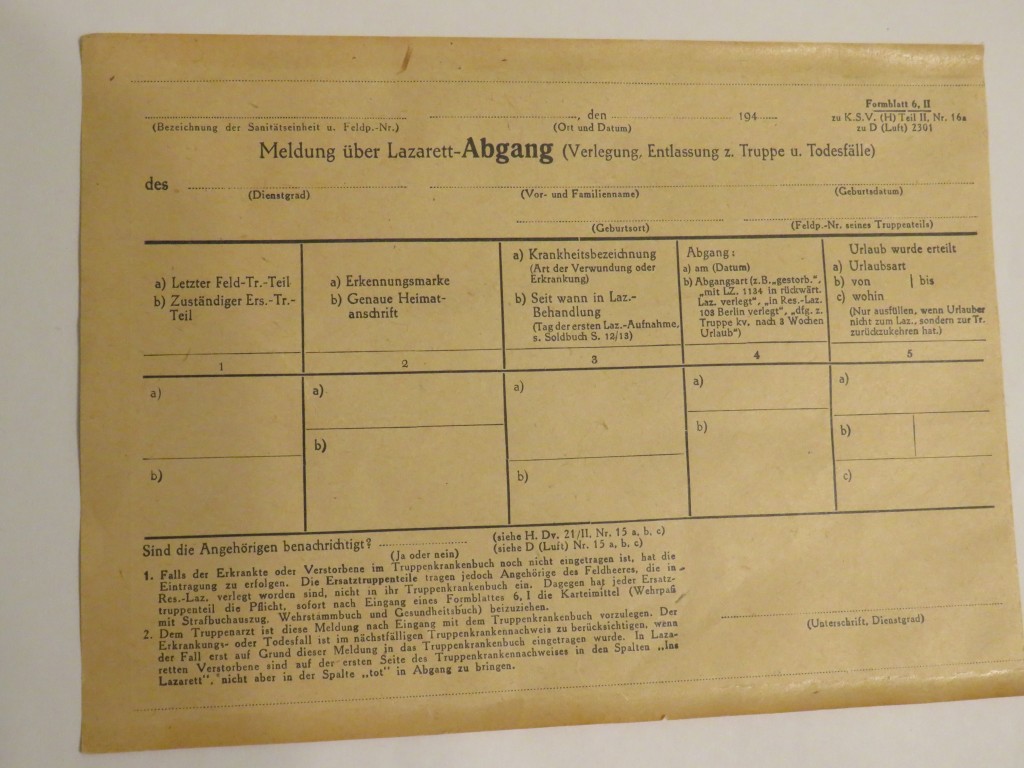 Formblatt 6, II
(Bezeichnung der Sanitätseinheit u. Feldp.-Nr.) , den 194 zu K.S.V. (H) Teil II, Nr. 16a
(Ort und Datum) zu D (Luft) 2301
Meldung über Lazarett-Abgang (Verlegung, Entlassung z. Truppe u. Todesfälle)
des
(Dienstgrad) (Vor- und Familienname) (Geburtsdatum)
(Geburtsort) (Feldp.-Nr. seines Truppenteils)
a) Letzter Feld-Tr.-Teil
b) Zuständiger Ers.-Tr.-
Teil
1
a) Erkennungsmarke
b) Genaue Heimat-
anschrift
2
a) Krankheitsbezeichnung
(Art der Verwundung oder
Erkrankung)
b) Seit wann in Laz.-
Behandlung
(Tag der ersten Laz.-Aufnahme,
s. Soldbuch S. 12/13)
3
Abgang:
a) am (Datum)
b) Abgangsart (z.B. „gestorb.",
„mit LZ. 1134 in rückwärt.
Laz. verlegt", „in Res.-Laz.
108 Berlin verlegt", „dfg. z.
Truppe kv. nach 3 Wochen
Urlaub")
4
Urlaub wurde erteilt
a) Urlaubsart
b) von | bis
c) wohin
(Nur ausfüllen, wenn Urlauber
nicht zum Laz., sondern zur Tr.
zurückzukehren hat.)
5
a) a) a) a) a)
b) b) b) b) b)
c)
Sind die Angehörigen benachrichtigt? (siehe H. Dv. 21/II. Nr. 15 a, b, c)
(Ja oder nein) (siehe D (Luft) Nr. 15 a, b, c)
1. Falls der Erkrankte oder Verstorbene im Truppenkrankenbuch noch nicht eingetragen ist, hat die
Eintragung zu erfolgen. Die Ersatztruppenteile tragen jedoch Angehörige des Feldheeres, die in
Res.-Laz. verlegt worden sind, nicht in ihr Truppenkrankenbuch ein. Dagegen hat jeder Ersatz-
truppenteil die Pflicht, sofort nach Eingang eines Formblattes 6, I die Karteimittel (Wehrpaß
mit Strafbuchauszug, Wehrstammbuch und Gesundheitsbuch) beizuziehen.
2. Dem Truppenarzt ist diese Meldung nach Eingang mit dem Truppenkrankenbuch vorzulegen. Der
Erkrankungs- oder Todesfall ist im nächstfälligen Truppenkrankennachweis zu berücksichtigen, wenn
der Fall erst auf Grund dieser Meldung in das Truppenkrankenbuch eingetragen wurde. In Laza-
retten Verstorbene sind auf der ersten Seite des Truppenkrankennachweises in den Spalten „Ins
Lazarett", nicht aber in der Spalte „tot" in Abgang zu bringen.
(Unterschrift, Dienstgrad)